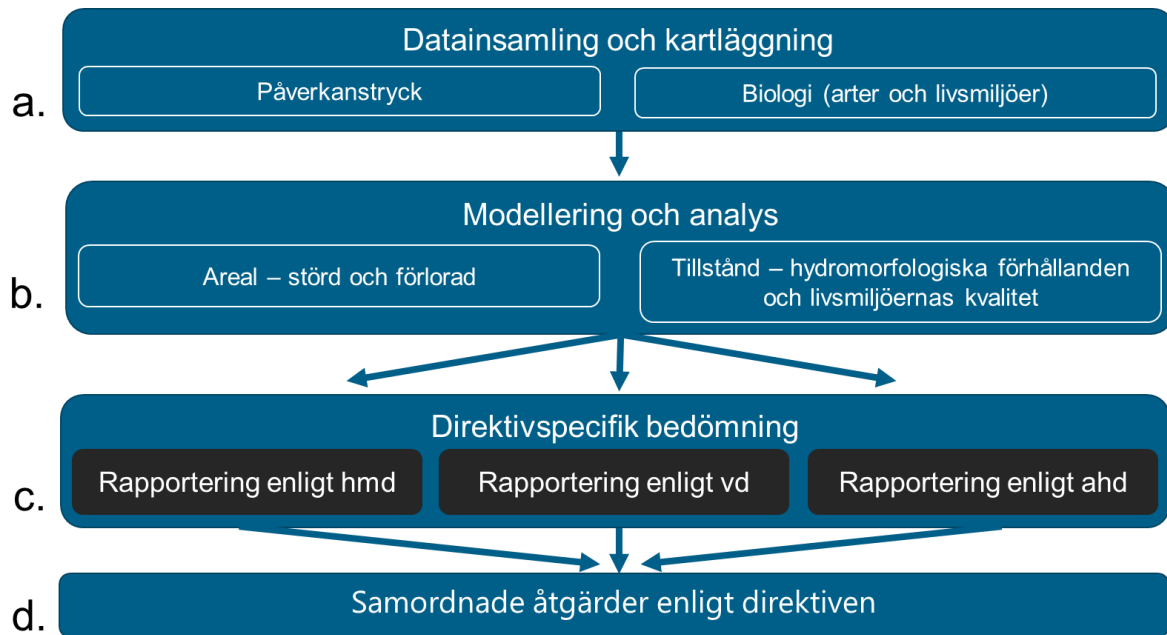 Datainsamling och kartläggning
a.
Påverkanstryck
Biologi (arter och livsmiljöer)
Modellering och analys
b.
Areal – störd och förlorad
Tillstånd – hydromorfologiska förhållanden
och livsmiljöernas kvalitet
Direktivspecifik bedömning
c.
Rapportering enligt hmd
Rapportering enligt vd
Rapportering enligt ahd
d.
Samordnade åtgärder enligt direktiven